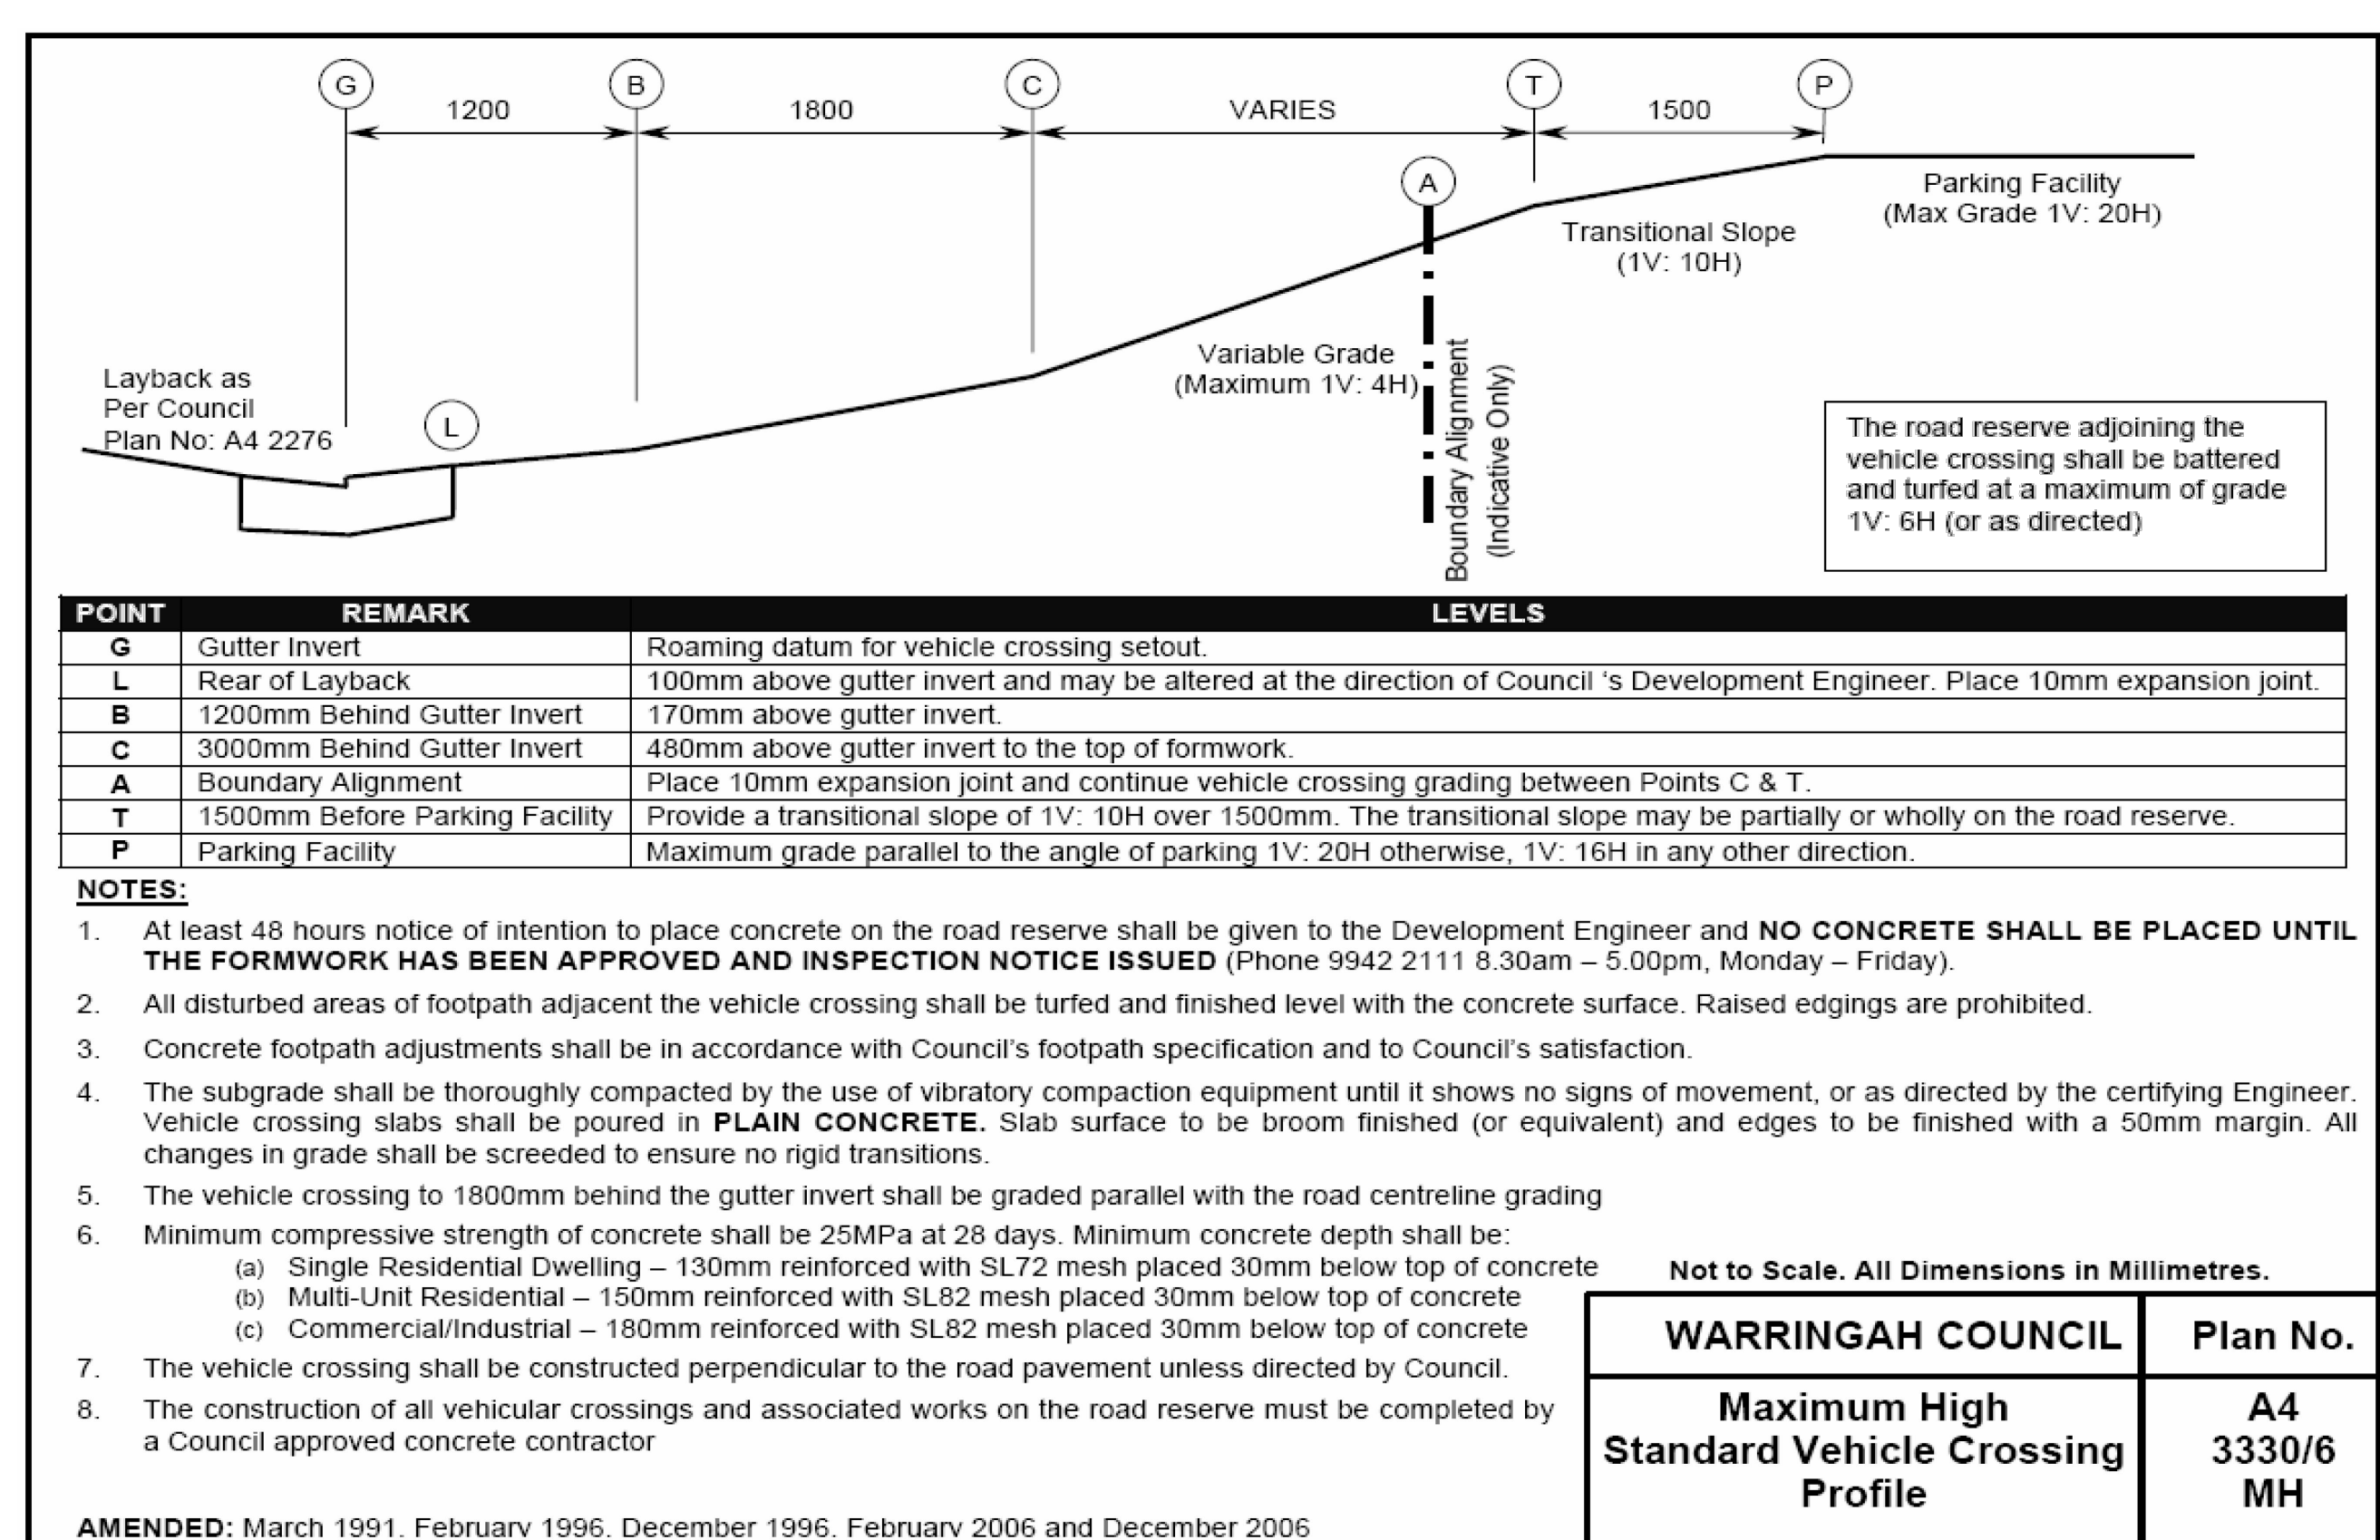 G
B
C
T
P
1200
1800
VARIES
1500
A
Parking Facility
(Max Grade 1V: 20H)
Transitional Slope
(1V: 10H)
Variable Grade
(Maximum 1V: 4H)
Boundary Alignment
(Indicative Only)
Layback as
Per Council
Plan No: A4 2276
L
The road reserve adjoining the
vehicle crossing shall be battered
and turfed at a maximum of grade
1V: 6H (or as directed)
POINT REMARK LEVELS
G Gutter Invert Roaming datum for vehicle crossing setout.
L Rear of Layback 100mm above gutter invert and may be altered at the direction of Council ‘s Development Engineer. Place 10mm expansion joint.
B 1200mm Behind Gutter Invert 170mm above gutter invert.
C 3000mm Behind Gutter Invert 480mm above gutter invert to the top of formwork.
A Boundary Alignment Place 10mm expansion joint and continue vehicle crossing grading between Points C & T.
T 1500mm Before Parking Facility Provide a transitional slope of 1V: 10H over 1500mm. The transitional slope may be partially or wholly on the road reserve.
P Parking Facility Maximum grade parallel to the angle of parking 1V: 20H otherwise, 1V: 16H in any other direction.
NOTES:
1. At least 48 hours notice of intention to place concrete on the road reserve shall be given to the Development Engineer and NO CONCRETE SHALL BE PLACED UNTIL
THE FORMWORK HAS BEEN APPROVED AND INSPECTION NOTICE ISSUED (Phone 9942 2111 8.30am – 5.00pm, Monday – Friday).
2. All disturbed areas of footpath adjacent the vehicle crossing shall be turfed and finished level with the concrete surface. Raised edgings are prohibited.
3. Concrete footpath adjustments shall be in accordance with Council’s footpath specification and to Council’s satisfaction.
4. The subgrade shall be thoroughly compacted by the use of vibratory compaction equipment until it shows no signs of movement, or as directed by the certifying Engineer.
Vehicle crossing slabs shall be poured in PLAIN CONCRETE. Slab surface to be broom finished (or equivalent) and edges to be finished with a 50mm margin. All
changes in grade shall be screeded to ensure no rigid transitions.
5. The vehicle crossing to 1800mm behind the gutter invert shall be graded parallel with the road centreline grading
6. Minimum compressive strength of concrete shall be 25MPa at 28 days. Minimum concrete depth shall be:
(a) Single Residential Dwelling – 130mm reinforced with SL72 mesh placed 30mm below top of concrete
(b) Multi-Unit Residential – 150mm reinforced with SL82 mesh placed 30mm below top of concrete
(c) Commercial/Industrial – 180mm reinforced with SL82 mesh placed 30mm below top of concrete
7. The vehicle crossing shall be constructed perpendicular to the road pavement unless directed by Council.
8. The construction of all vehicular crossings and associated works on the road reserve must be completed by
a Council approved concrete contractor
AMENDED: March 1991, February 1996, December 1996, February 2006 and December 2006
Not to Scale. All Dimensions in Millimetres.
WARRINGAH COUNCIL
Plan No.
Maximum High
Standard Vehicle Crossing
Profile
A4
3330/6
MH